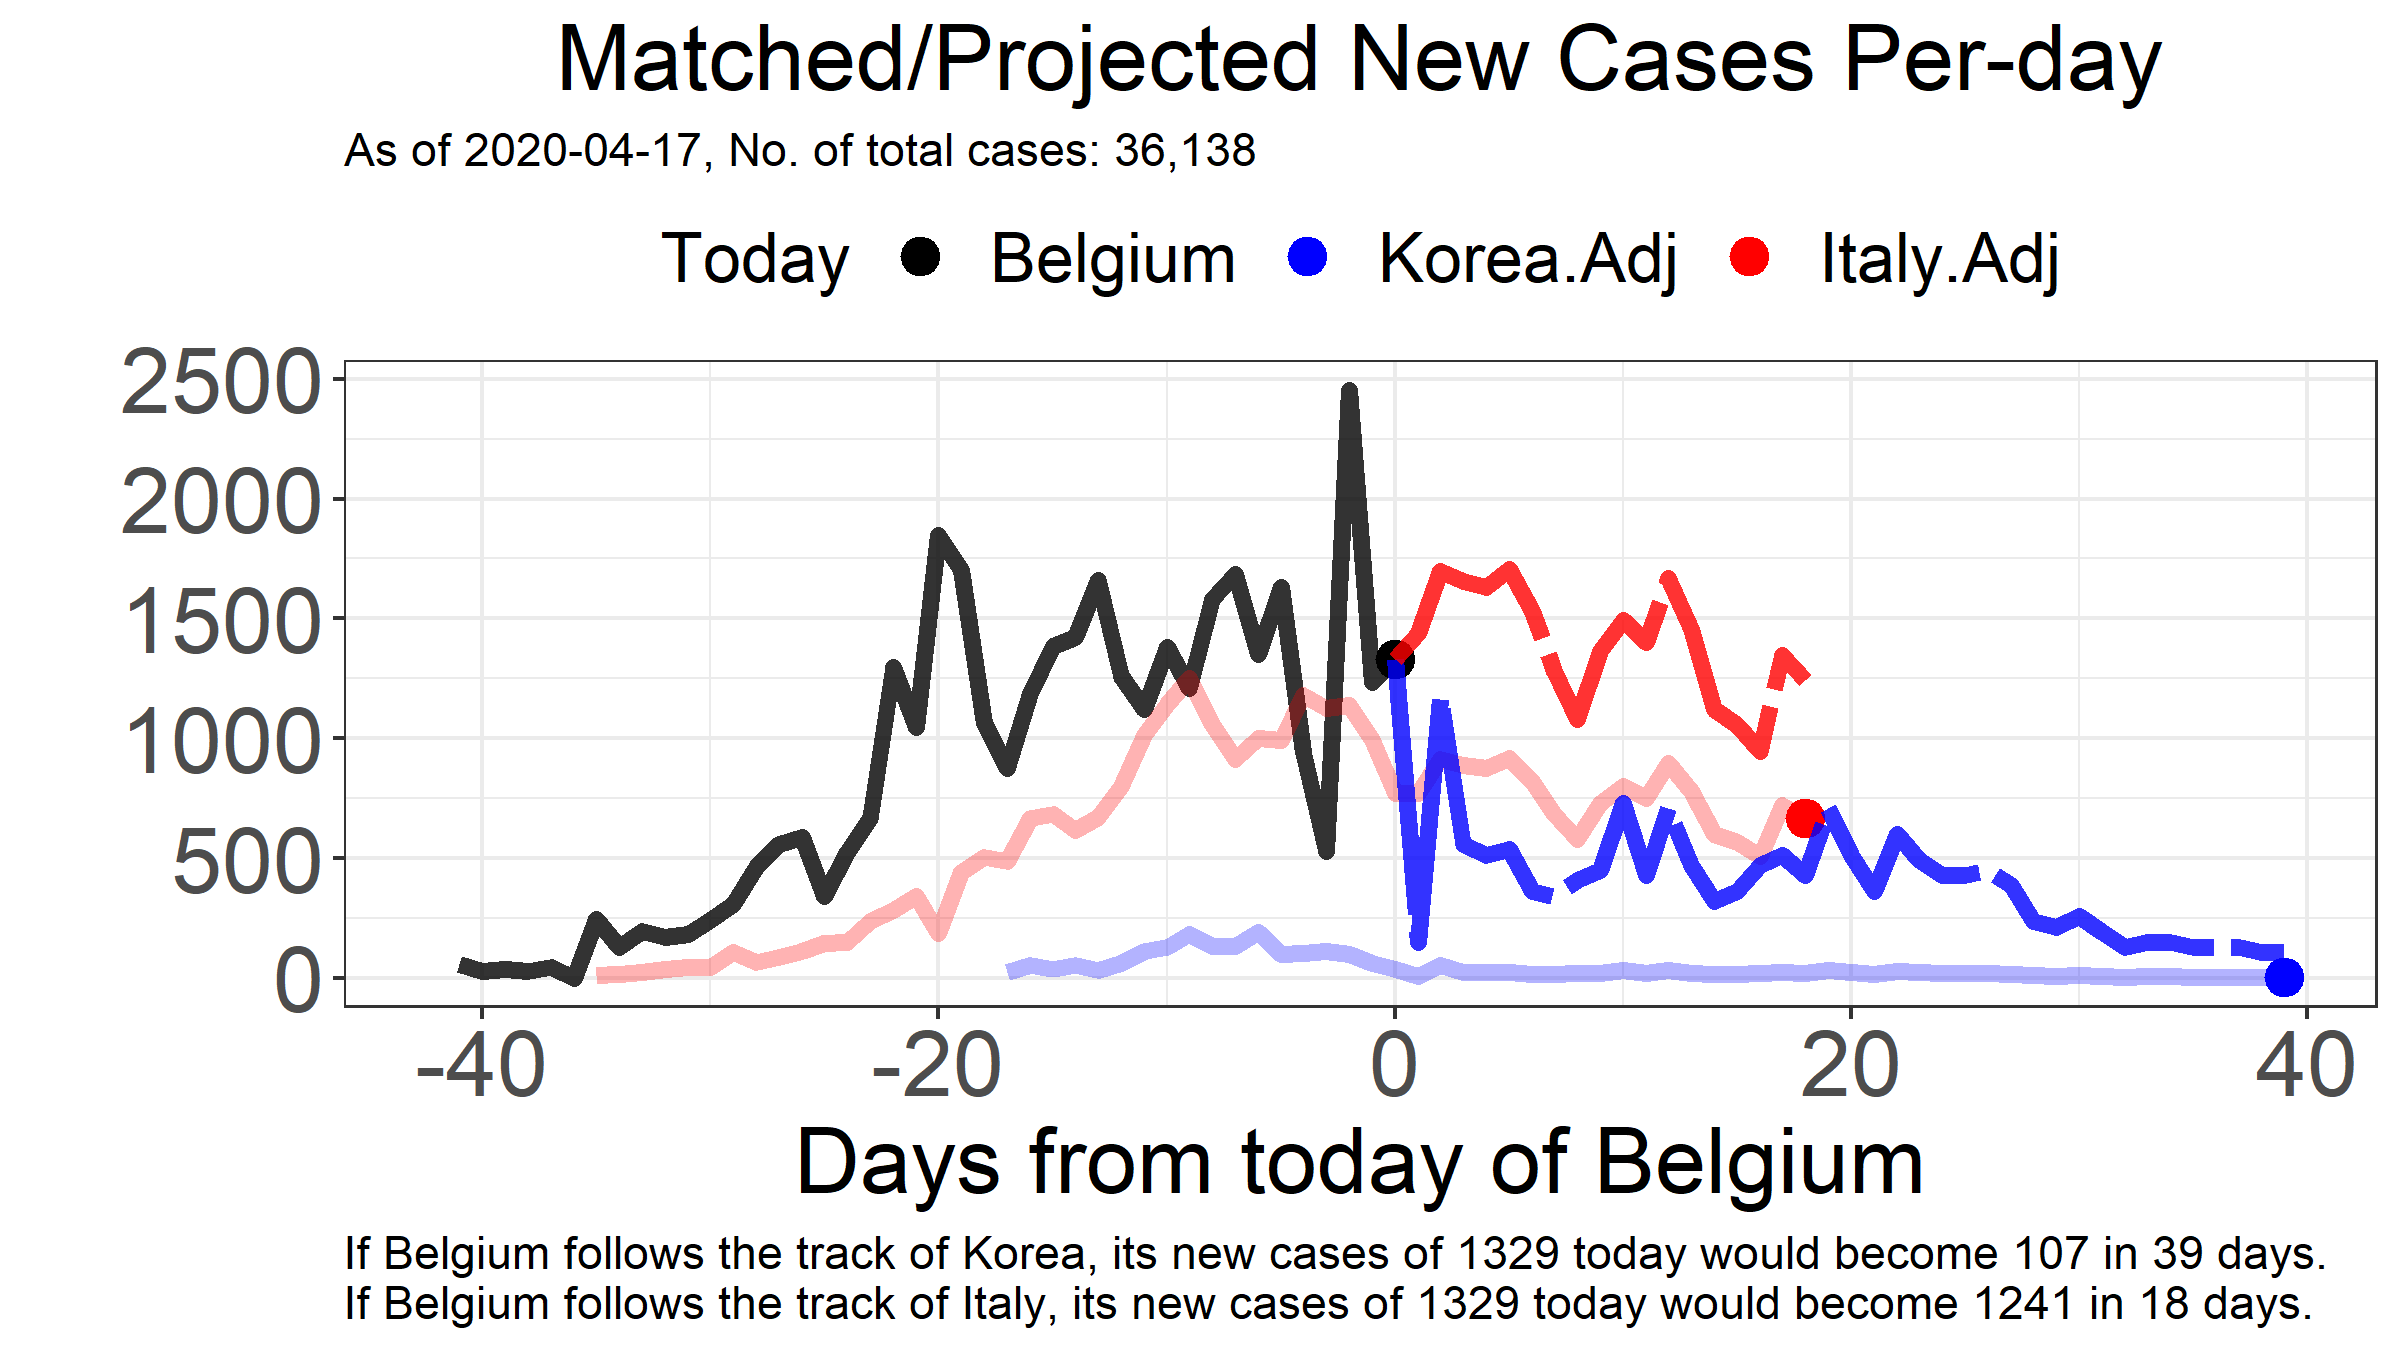 Matched/Projected New Cases Per-day
As of 2020-04-17, No. of total cases: 36,138
Today Belgium Korea.Adj Italy.Adj
2500
2000
1500
1000
500
0
-40 -20 0 20 40
Days from today of Belgium
If Belgium follows the track of Korea, its new cases of 1329 today would become 107 in 39 days.
If Belgium follows the track of Italy, its new cases of 1329 today would become 1241 in 18 days.